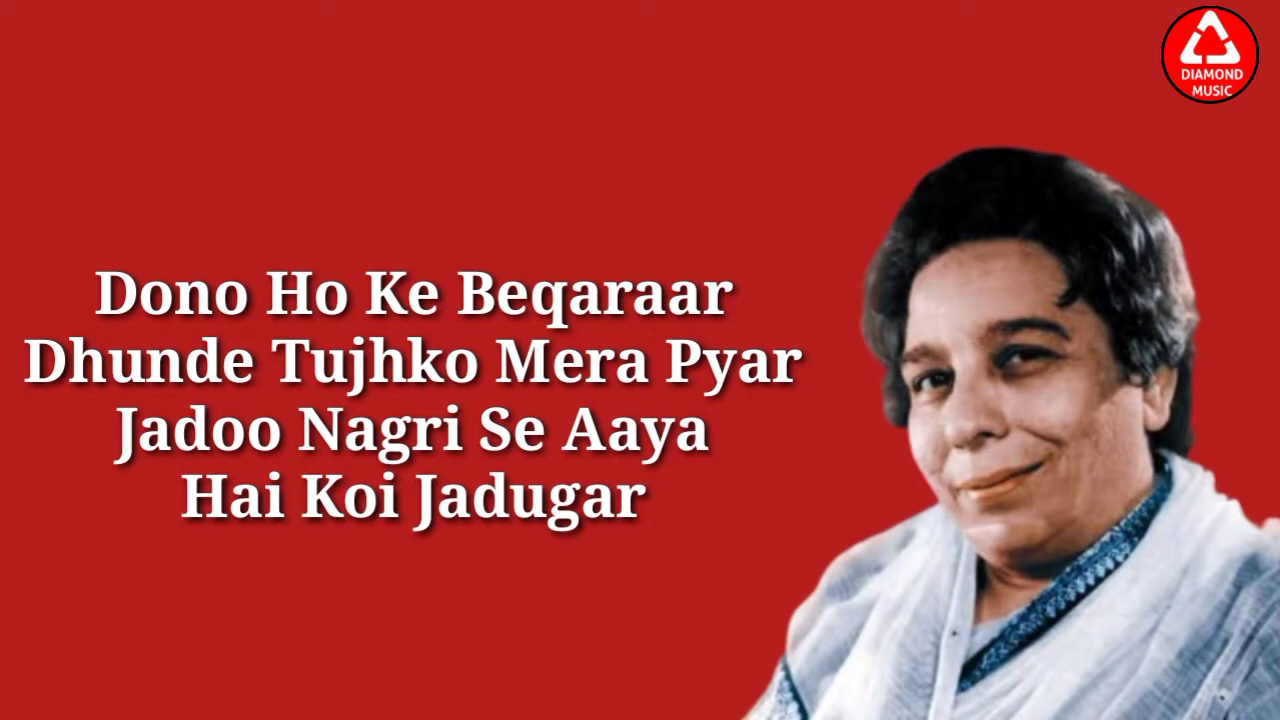 DIAMOND
MUSIC
Dono Ho Ke Beqaraar
Dhunde Tujhko Mera Pyar
Jadoo Nagri Se Aaya
Hai Koi Jadugar